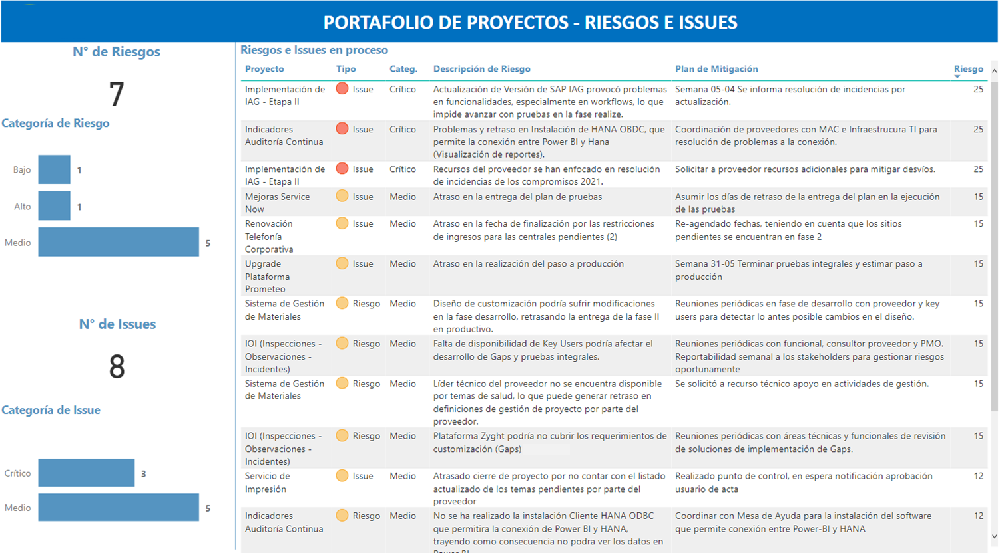 PORTAFOLIO DE PROYECTOS - RIESGOS E ISSUES
N° de Riesgos
7
Categoría de Riesgo
Bajo 1
Alto 1
Medio 5
N° de Issues
8
Categoría de Issue
Crítico 3
Medio 5
Riesgos e Issues en proceso
Proyecto Tipo Categ. Descripción de Riesgo Plan de Mitigación Riesgo
Implementación de Issue Crítico Actualización de Versión de SAP IAG provocó problemas Semana 05-04 Se informa resolución de incidencias por 25
IAG - Etapa II en funcionalidades, especialmente en workflows, lo que actualización.
impide avanzar con pruebas en la fase realize.
Indicadores Issue Crítico Problemas y retraso en Instalación de HANA OBDC, que Coordinación de proveedores con MAC e Infraestrucura TI para 25
Auditoría Continua permite la conexión entre Power BI y Hana resolución de problemas a la conexión.
(Visualización de reportes).
Implementación de Issue Crítico Recursos del proveedor se han enfocado en resolución Solicitar a proveedor recursos adicionales para mitigar desvíos. 25
IAG - Etapa II de incidencias de los compromisos 2021.
Mejoras Service Issue Medio Atraso en la entrega del plan de pruebas Asumir los días de retraso de la entrega del plan en la ejecución 15
Now de las pruebas
Renovación Issue Medio Atraso en la fecha de finalización por las restricciones Re-agendado fechas, teniendo en cuenta que los sitios 15
Telefonía de ingresos para las centrales pendientes (2) pendientes se encuentran en fase 2
Corporativa
Upgrade Issue Medio Atraso en la realización del paso a producción Semana 31-05 Terminar pruebas integrales y estimar paso a 15
Plataforma producción
Prometeo
Sistema de Gestión Riesgo Medio Diseño de customización podría sufrir modificaciones Reuniones periódicas en fase de desarrollo con proveedor y key 15
de Materiales en la fase desarrollo, retrasando la entrega de la fase II users para detectar lo antes posible cambios en el diseño.
en productivo.
IOI (Inspecciones - Riesgo Medio Falta de disponibilidad de Key Users podría afectar el Reuniones periódicas con funcional, consultor proveedor y PMO. 15
Observaciones - desarrollo de Gaps y pruebas integrales. Reportabilidad semanal a los stakeholders para gestionar riesgos
Incidentes) oportunamente
Sistema de Gestión Riesgo Medio Líder técnico del proveedor no se encuentra disponible Se solicitó a recurso técnico apoyo en actividades de gestión. 15
de Materiales por temas de salud, lo que puede generar retraso en
definiciones de gestión de proyecto por parte del
proveedor.
IOI (Inspecciones - Riesgo Medio Plataforma Zyght podría no cubrir los requerimientos de Reuniones periódicas con áreas técnicas y funcionales de revisión 15
Observaciones - customización (Gaps) de soluciones de implementación de Gaps.
Incidentes)
Servicio de Issue Medio Atrasado cierre de proyecto por no contar con el listado Realizado punto de control, en espera notificación aprobación 12
Impresión actualizado de los temas pendientes por parte del usuario de acta
proveedor
Indicadores Riesgo Medio No se ha realizado la instalación Cliente HANA ODBC Coordinar con Mesa de Ayuda para la instalación del software 12
Auditoría Continua que permitira la conexión de Power BI y HANA, que permite conexión entre Power-BI y HANA
trayendo como consecuencia no podra ver los datos en